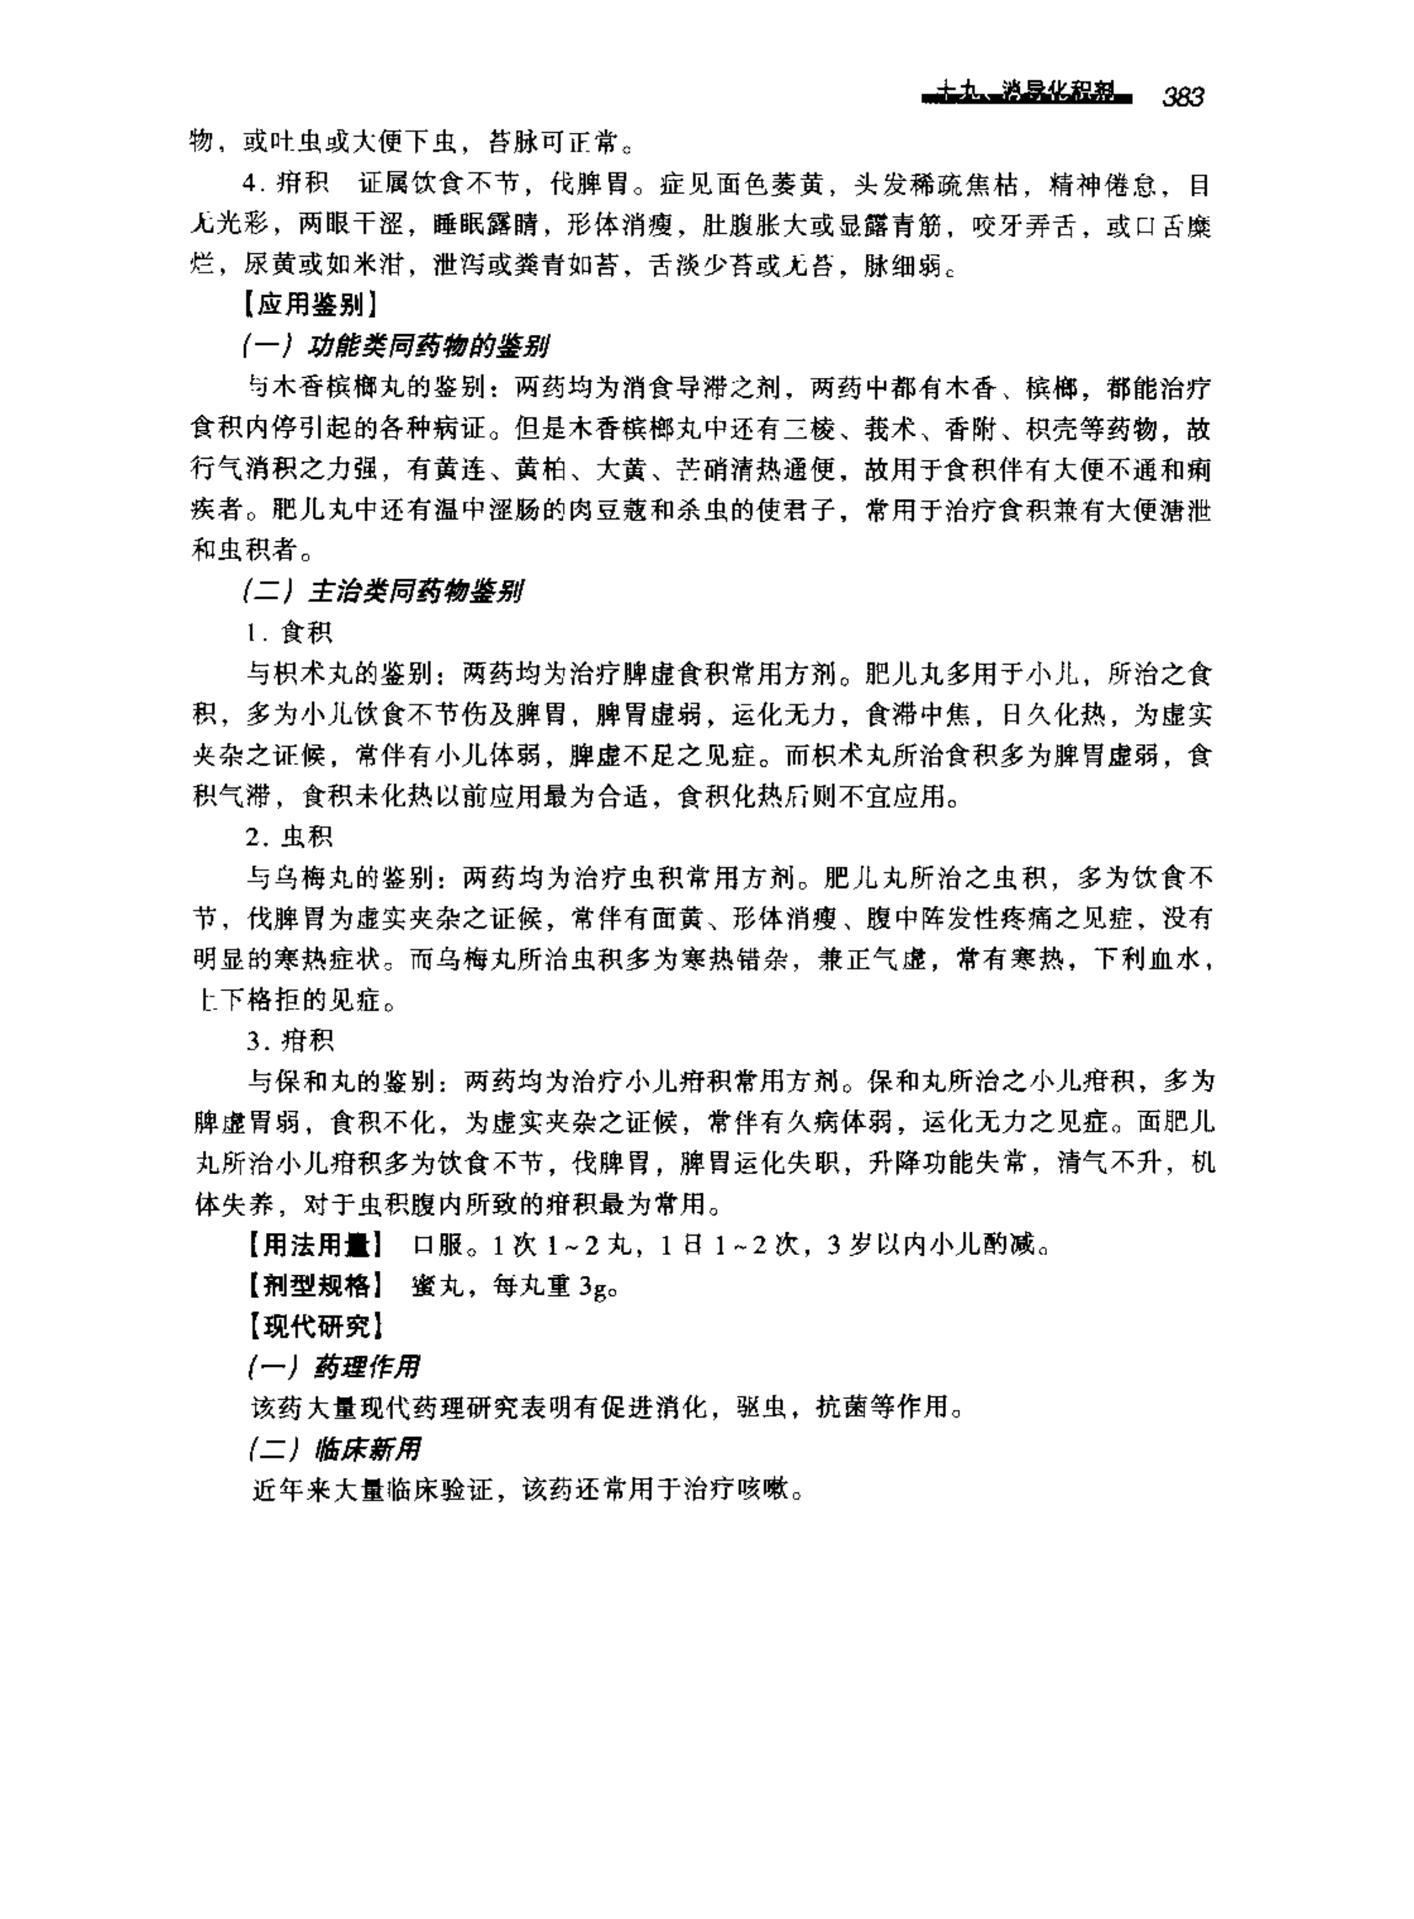 十九、消导化积剂 383
物，或吐虫或大便下虫，苔脉可正常。
4. 疳积 证属饮食不节，伐脾胃。症见面色萎黄，头发稀疏焦枯，精神倦怠，目
无光彩，两眼干涩，睡眠露睛，形体消瘦，肚腹胀大或显露青筋，咬牙弄舌，或口舌糜
烂，尿黄或如米泔，泄泻或粪青如苔，舌淡少苔或无苔，脉细弱。
【应用鉴别】
（一）功能类同药物的鉴别
与木香槟榔丸的鉴别：两药均为消食导滞之剂，两药中都有木香、槟榔，都能治疗
食积内停引起的各种病证。但是木香槟榔丸中还有三棱、莪术、香附、枳壳等药物，故
行气消积之力强，有黄连、黄柏、大黄、芒硝清热通便，故用于食积伴有大便不通和痢
疾者。肥儿丸中还有温中涩肠的肉豆蔻和杀虫的使君子，常用于治疗食积兼有大便溏泄
和虫积者。
（二）主治类同药物鉴别
1. 食积
与枳术丸的鉴别：两药均为治疗脾虚食积常用方剂。肥儿丸多用于小儿，所治之食
积，多为小儿饮食不节伤及脾胃，脾胃虚弱，运化无力，食滞中焦，日久化热，为虚实
夹杂之证候，常伴有小儿体弱，脾虚不足之见症。而枳术丸所治食积多为脾胃虚弱，食
积气滞，食积未化热以前应用最为合适，食积化热后则不宜应用。
2. 虫积
与乌梅丸的鉴别：两药均为治疗虫积常用方剂。肥儿丸所治之虫积，多为饮食不
节，伐脾胃为虚实夹杂之证候，常伴有面黄、形体消瘦、腹中阵发性疼痛之见症，没有
明显的寒热症状。而乌梅丸所治虫积多为寒热错杂，兼正气虚，常有寒热，下利血水，
上下格拒的见症。
3. 疳积
与保和丸的鉴别：两药均为治疗小儿疳积常用方剂。保和丸所治之小儿疳积，多为
脾虚胃弱，食积不化，为虚实夹杂之证候，常伴有久病体弱，运化无力之见症。面肥儿
丸所治小儿疳积多为饮食不节，伐脾胃，脾胃运化失职，升降功能失常，清气不升，机
体失养，对于虫积腹内所致的疳积最为常用。
【用法用量】 口服。1次1~2丸，1日1~2次，3岁以内小儿酌减。
【剂型规格】 蜜丸，每丸重3g。
【现代研究】
（一）药理作用
该药大量现代药理研究表明有促进消化，驱虫，抗菌等作用。
（二）临床新用
近年来大量临床验证，该药还常用于治疗咳嗽。